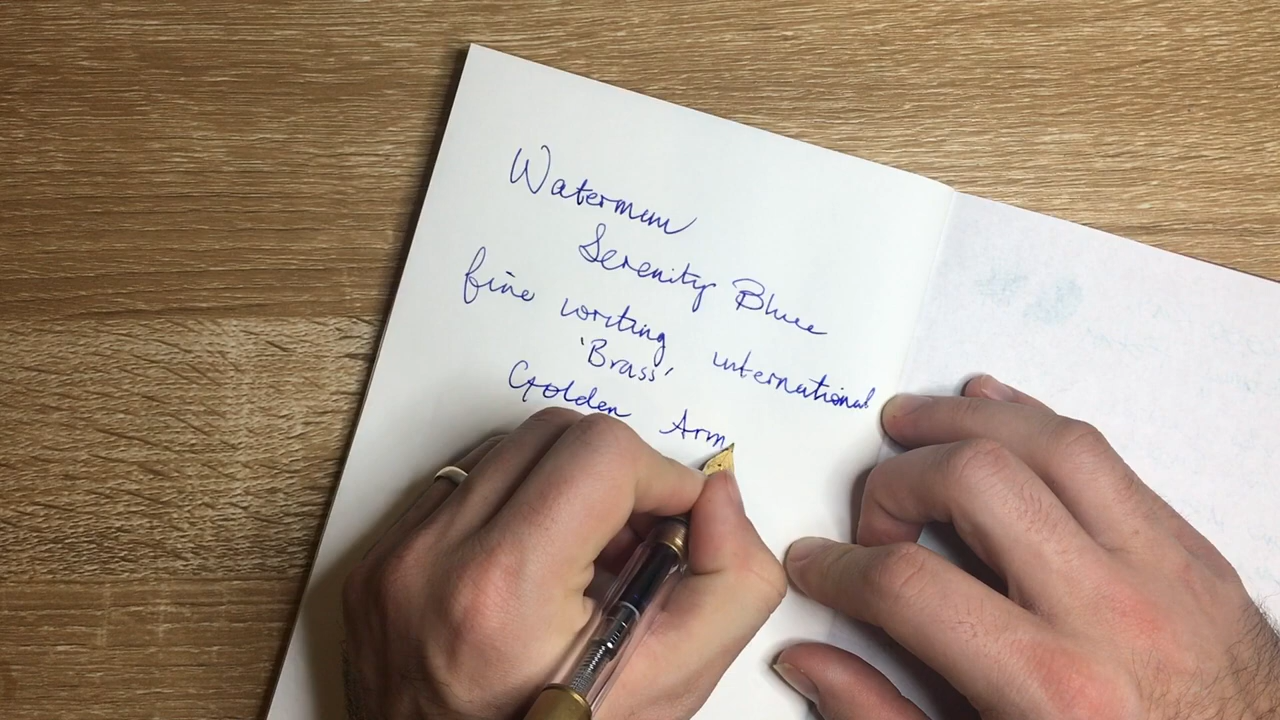 Waterman
Serenity Blue
fine writing international
'Brass'
Golden Arm